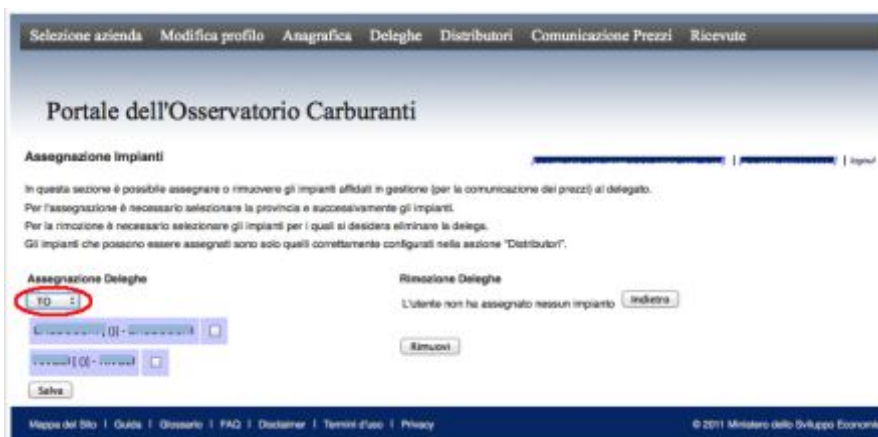 Selezione azienda Modifica profilo Anagrafica Deleghe Distributori Comunicazione Prezzi Ricevute
Portale dell'Osservatorio Carburanti
Assegnazione Impianti
| | logout
In questa sezione è possibile assegnare o rimuovere gli impianti affidati in gestione (per la comunicazione dei prezzi) al delegato.
Per l'assegnazione è necessario selezionare la provincia e successivamente gli impianti.
Per la rimozione è necessario selezionare gli impianti per i quali si desidera eliminare la delega.
Gli impianti che possono essere assegnati sono solo quelli correttamente configurati nella sezione "Distributori".
Assegnazione Deleghe
TO
Salva
Rimozione Deleghe
L'utente non ha assegnato nessun impianto Indietro
Rimuovi
Mappa del Sito | Guida | Glossario | FAQ | Disclaimer | Termini d'uso | Privacy
© 2011 Ministero dello Sviluppo Economi